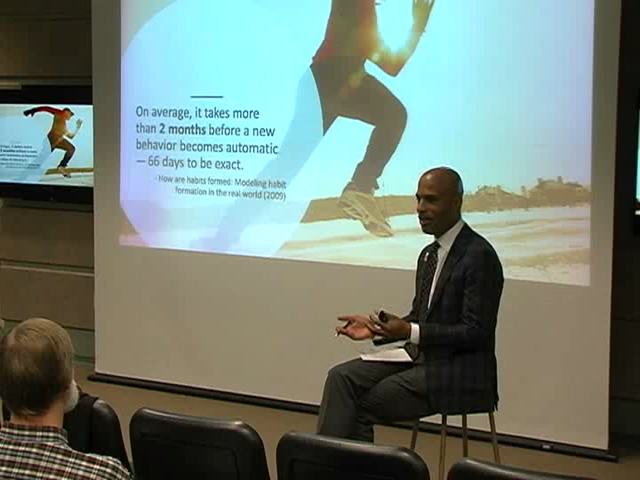 On average, it takes more
than 2 months before a new
behavior becomes automatic
— 66 days to be exact.
- How are habits formed: Modeling habit
formation in the real world (2009)